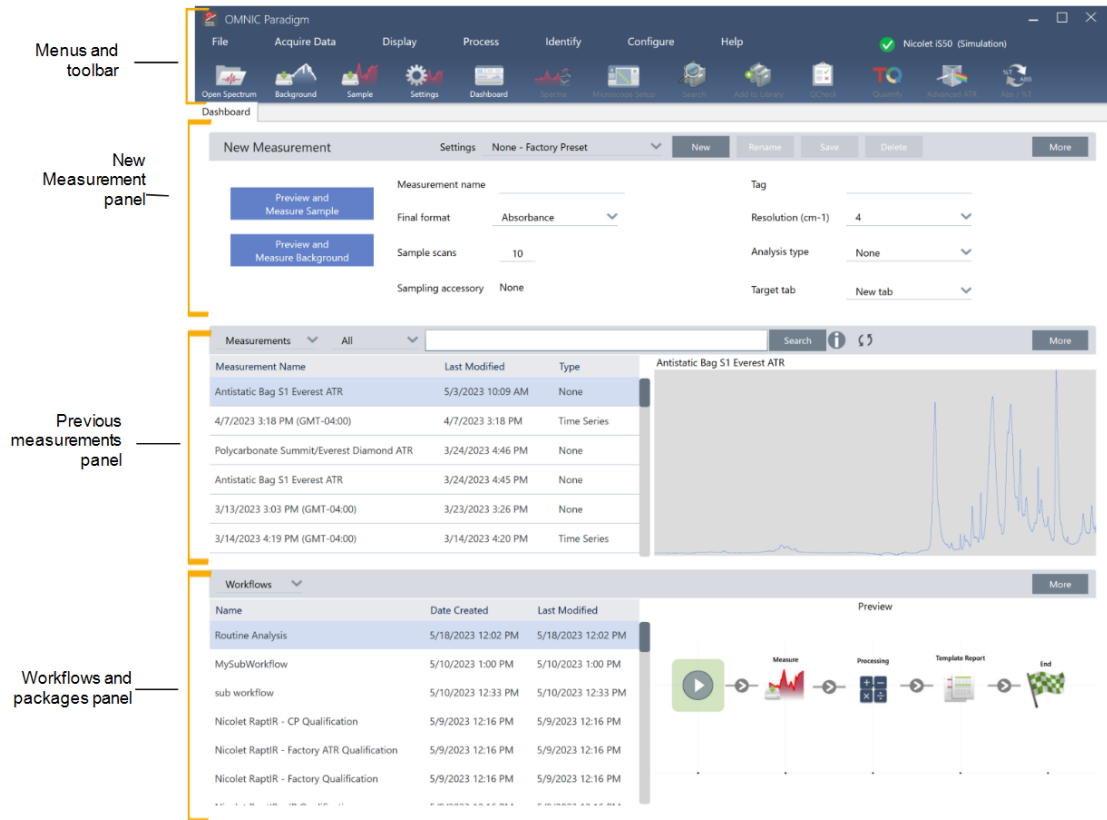 OMNIC Paradigm
File Acquire Data Display Process Identify Configure Help Nicolet iS50 (Simulation)
Menus and
toolbar
Open Spectrum Background Sample Settings Dashboard Spectra Microscope Setup Search Add to Library QCheck Quantify Advanced ATR Abs / %T
%T ABS
TQ
Dashboard
New
Measurement
panel
New Measurement Settings None - Factory Preset New Rename Save Delete More
Preview and
Measure Sample
Preview and
Measure Background
Measurement name Tag
Final format Absorbance Resolution (cm-1) 4
Sample scans 10 Analysis type None
Sampling accessory None Target tab New tab
Previous
measurements
panel
Measurements All Search More
Measurement Name Last Modified Type Antistatic Bag S1 Everest ATR
Antistatic Bag S1 Everest ATR 5/3/2023 10:09 AM None
4/7/2023 3:18 PM (GMT-04:00) 4/7/2023 3:18 PM Time Series
Polycarbonate Summit/Everest Diamond ATR 3/24/2023 4:46 PM None
Antistatic Bag S1 Everest ATR 3/24/2023 4:45 PM None
3/13/2023 3:03 PM (GMT-04:00) 3/23/2023 3:26 PM None
3/14/2023 4:19 PM (GMT-04:00) 3/14/2023 4:20 PM Time Series
Workflows and
packages panel
Workflows More
Name Date Created Last Modified Preview
Routine Analysis 5/18/2023 12:02 PM 5/18/2023 12:02 PM
MySubWorkflow 5/10/2023 1:00 PM 5/10/2023 1:00 PM
sub workflow 5/10/2023 12:33 PM 5/10/2023 12:33 PM
Nicolet RaptIR - CP Qualification 5/9/2023 12:16 PM 5/9/2023 12:16 PM
Nicolet RaptIR - Factory ATR Qualification 5/9/2023 12:16 PM 5/9/2023 12:16 PM
Nicolet RaptIR - Factory Qualification 5/9/2023 12:16 PM 5/9/2023 12:16 PM
Measure Processing Template Report End